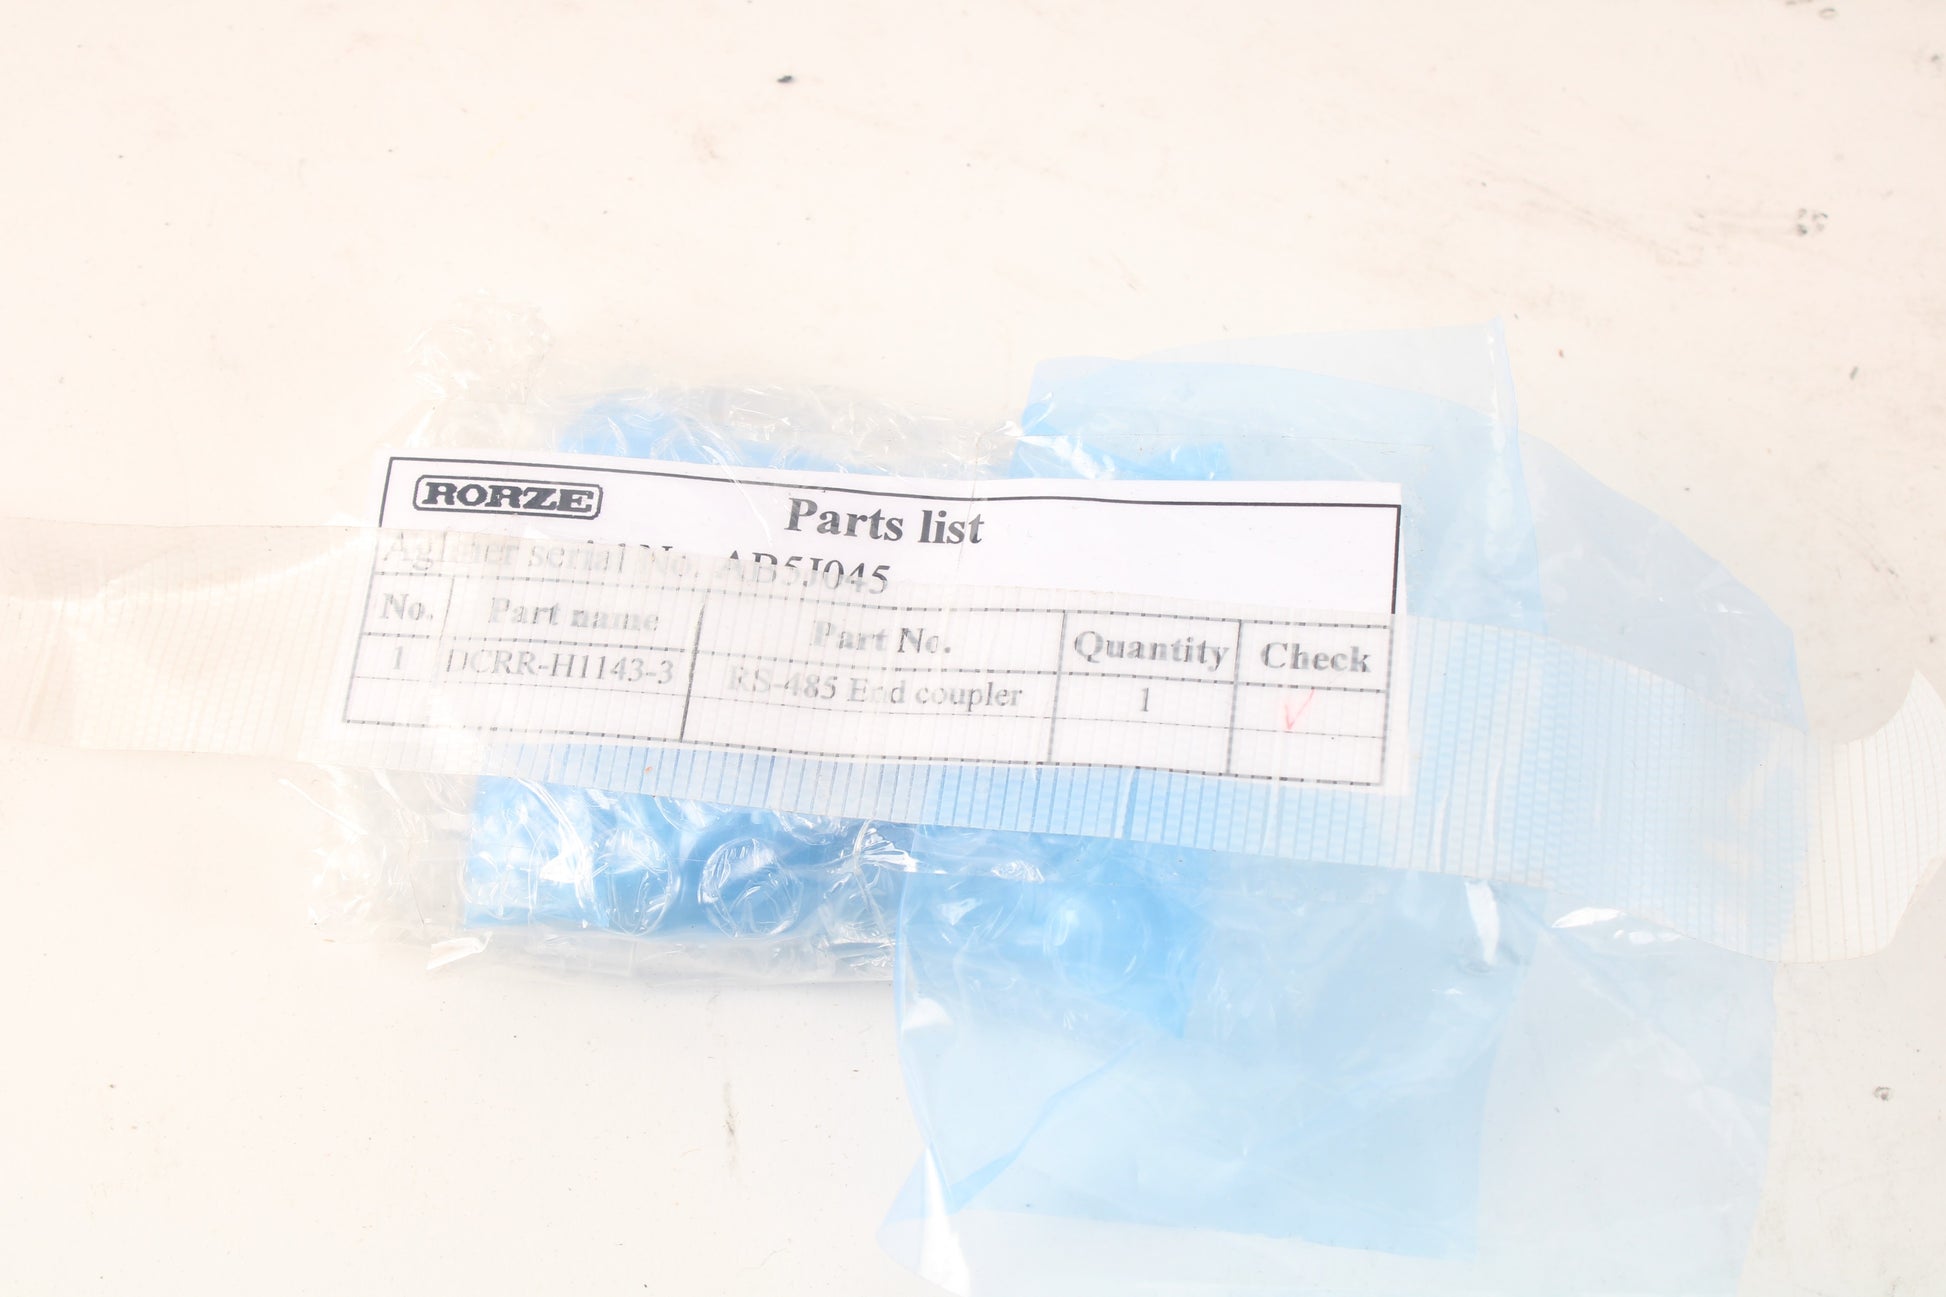 RORZE
Parts list
serial No. AB5J045
No. Part name Part No. Quantity Check
1 DCRR-H1143-3 RS-485 End coupler 1